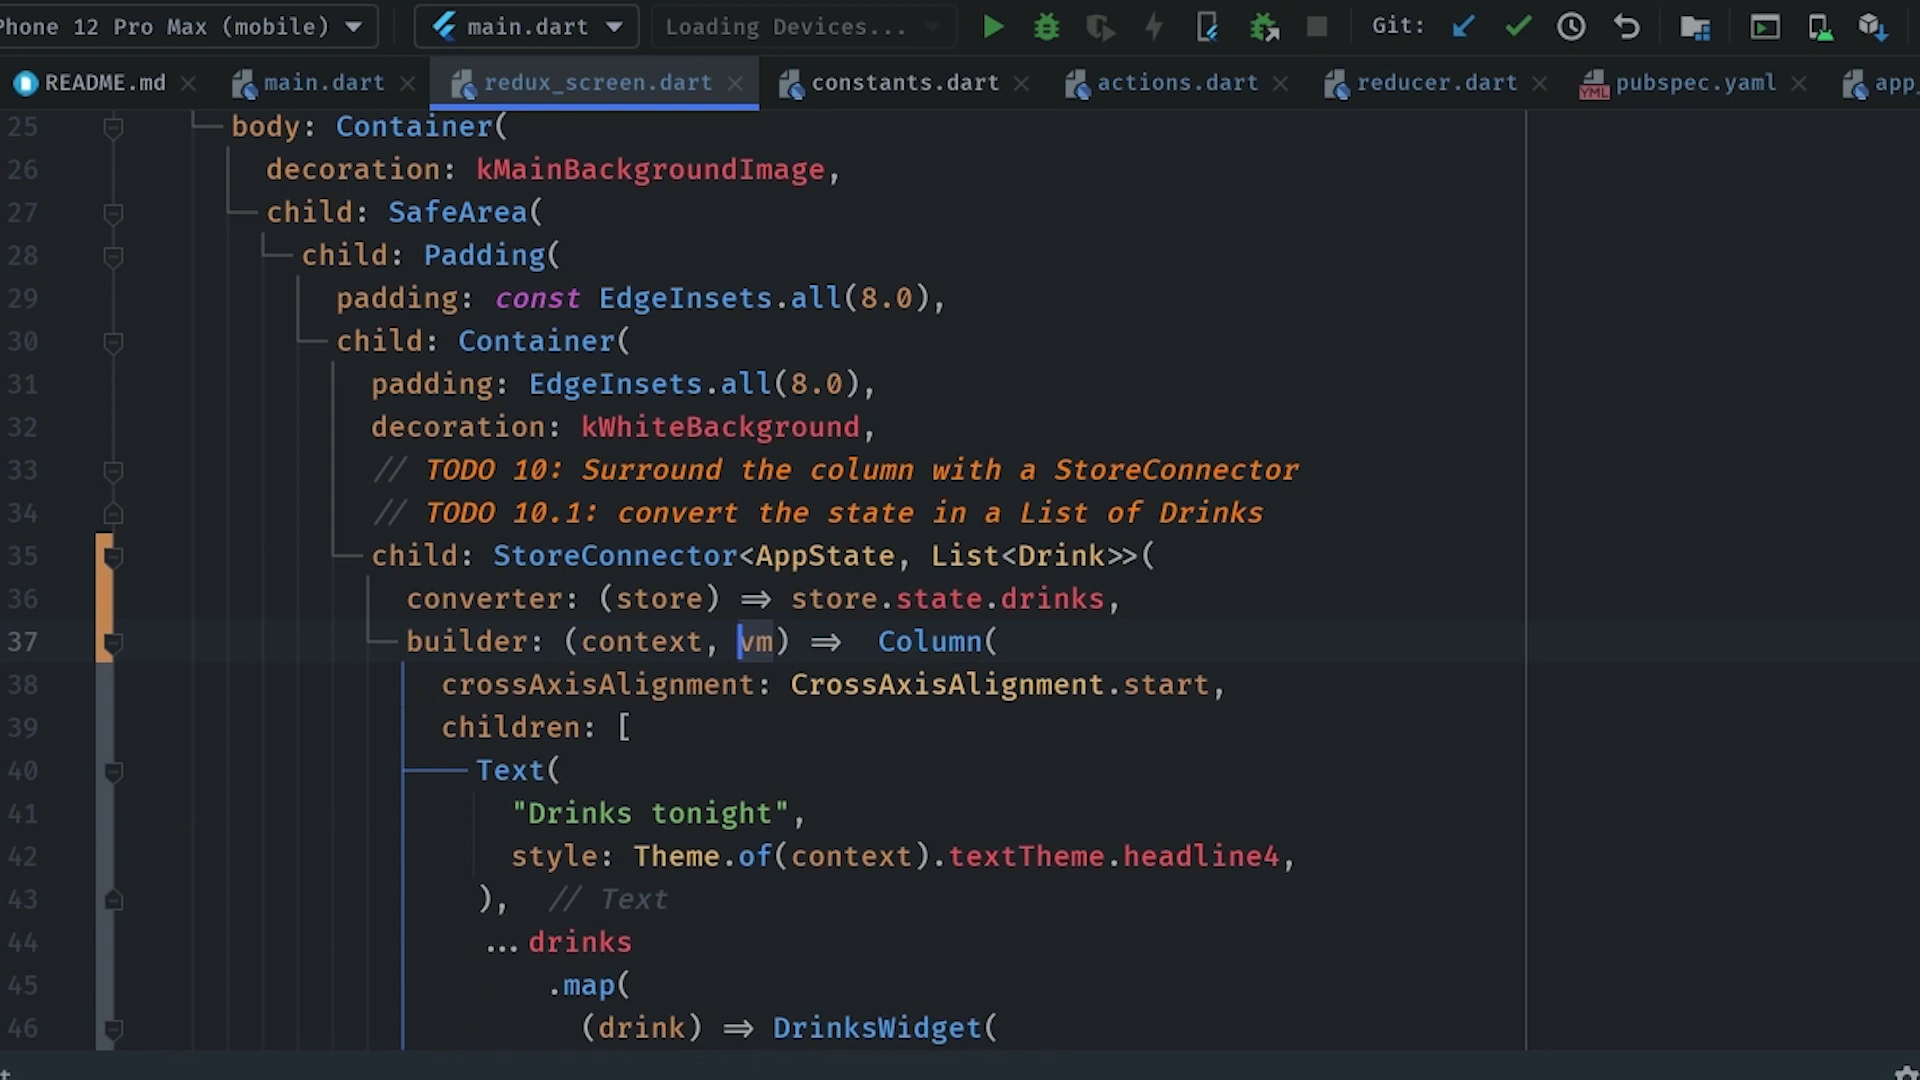 Phone 12 Pro Max (mobile) main.dart Loading Devices... Git:
README.md main.dart redux_screen.dart constants.dart actions.dart reducer.dart pubspec.yaml app_
25 body: Container(
26 decoration: kMainBackgroundImage,
27 child: SafeArea(
28 child: Padding(
29 padding: const EdgeInsets.all(8.0),
30 child: Container(
31 padding: EdgeInsets.all(8.0),
32 decoration: kWhiteBackground,
33 // TODO 10: Surround the column with a StoreConnector
34 // TODO 10.1: convert the state in a List of Drinks
35 child: StoreConnector<AppState, List<Drink>>(
36 converter: (store) => store.state.drinks,
37 builder: (context, vm) => Column(
38 crossAxisAlignment: CrossAxisAlignment.start,
39 children: [
40 Text(
41 "Drinks tonight",
42 style: Theme.of(context).textTheme.headline4,
43 ), // Text
44 ...drinks
45 .map(
46 (drink) => DrinksWidget(